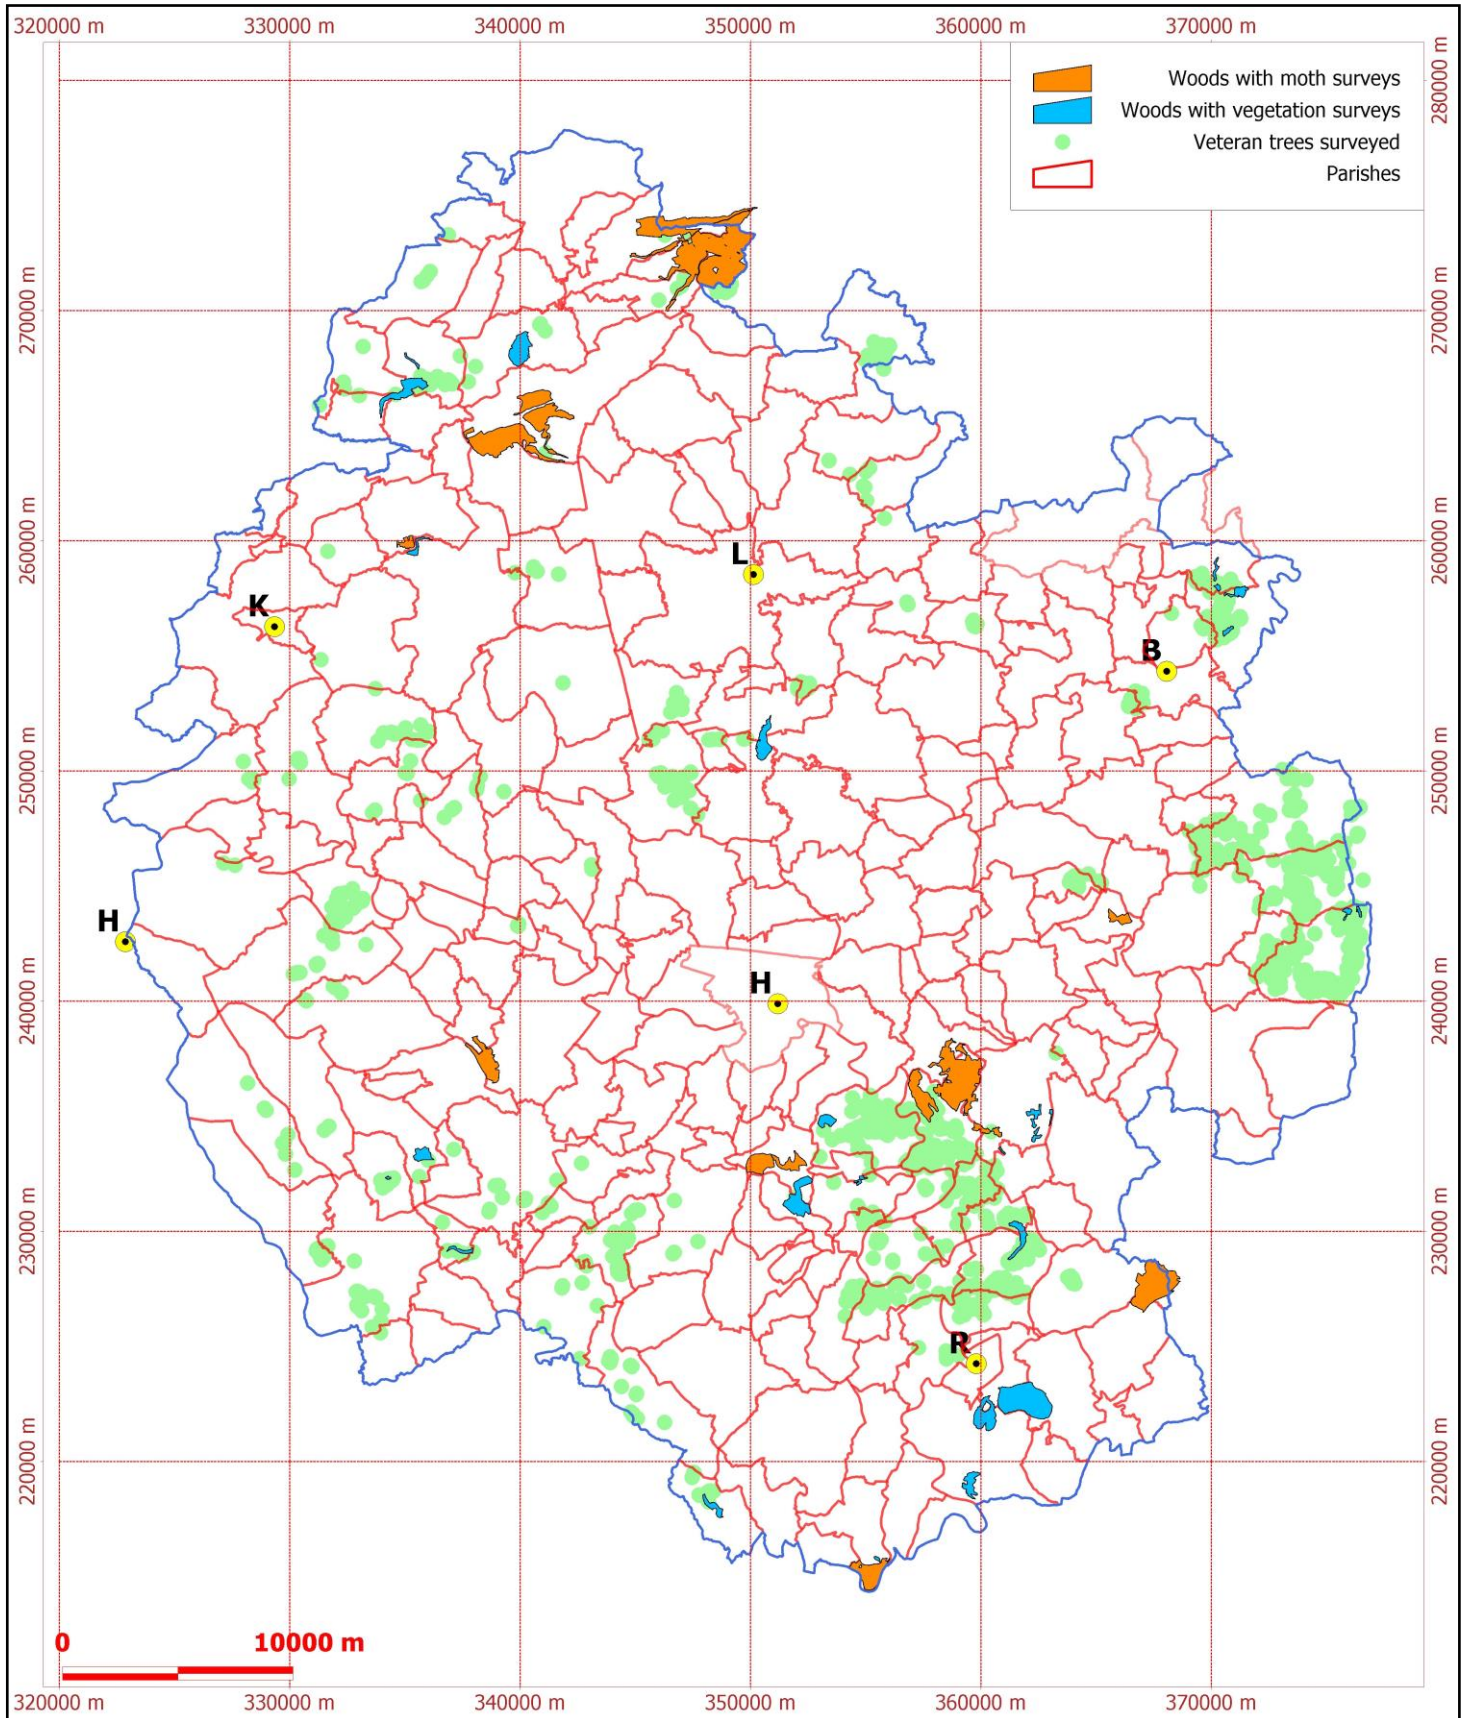 320000 m 330000 m 340000 m 350000 m 360000 m 370000 m
Woods with moth surveys
Woods with vegetation surveys
Veteran trees surveyed
Parishes
280000 m
270000 m 270000 m
260000 m 260000 m
L
K
B
250000 m 250000 m
H
H
240000 m 240000 m
230000 m 230000 m
R
220000 m 220000 m
0 10000 m
320000 m 330000 m 340000 m 350000 m 360000 m 370000 m